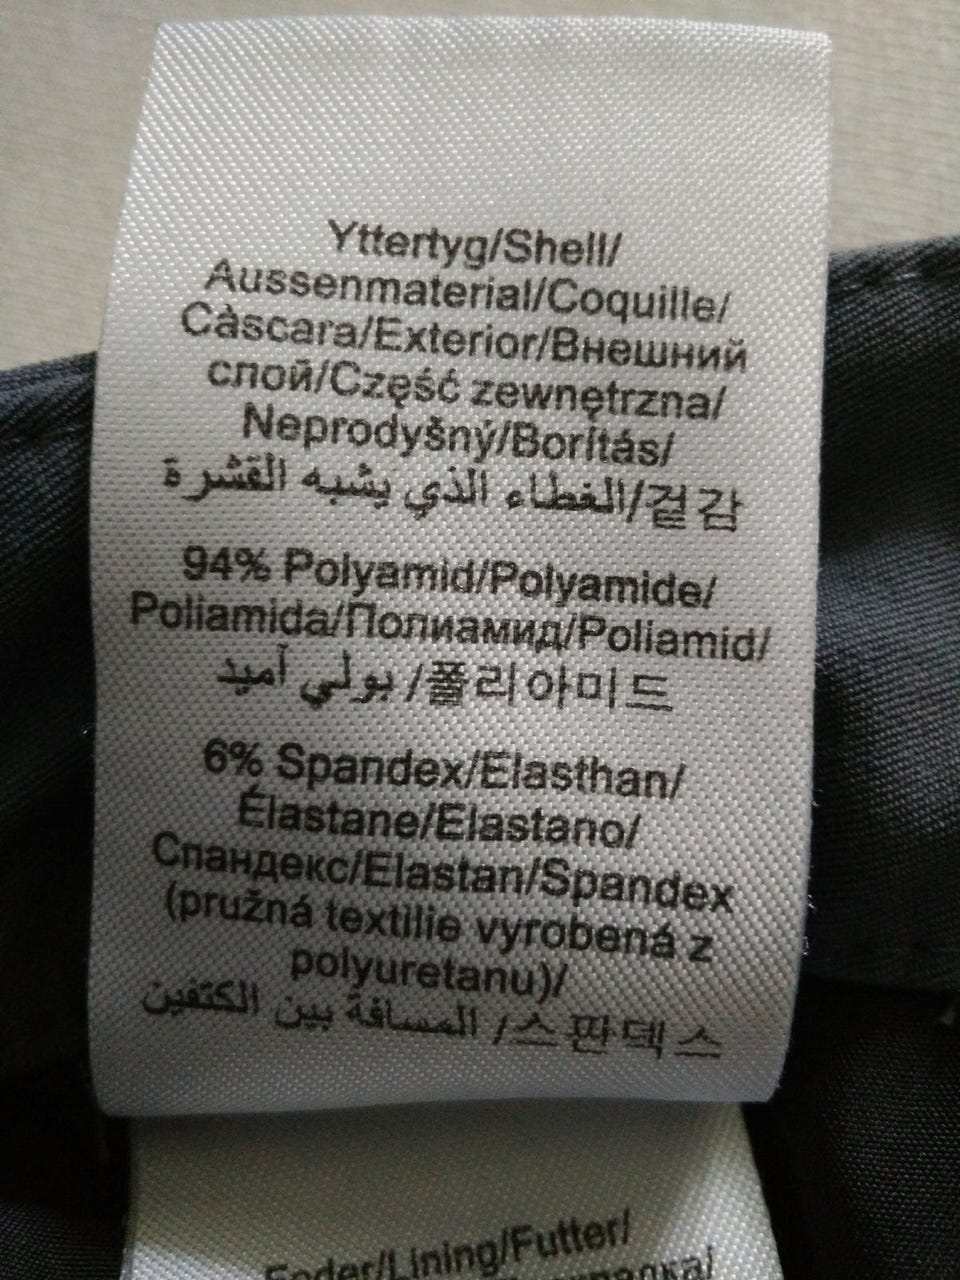 Yttertyg/Shell/
Aussenmaterial/Coquille/
Càscara/Exterior/Внешний
слой/Część zewnętrzna/
Neprodyšný/Borítás/
الغطاء الذي يشبه القشرة/겉감
94% Polyamid/Polyamide/
Poliamida/Полиамид/Poliamid/
بولي آميد/폴리아미드
6% Spandex/Elasthan/
Élastane/Elastano/
Спандекс/Elastan/Spandex
(pružná textilie vyrobená z
polyuretanu)/
المسافة بين الكتفين/스판덱스
Foder/Lining/Futter/